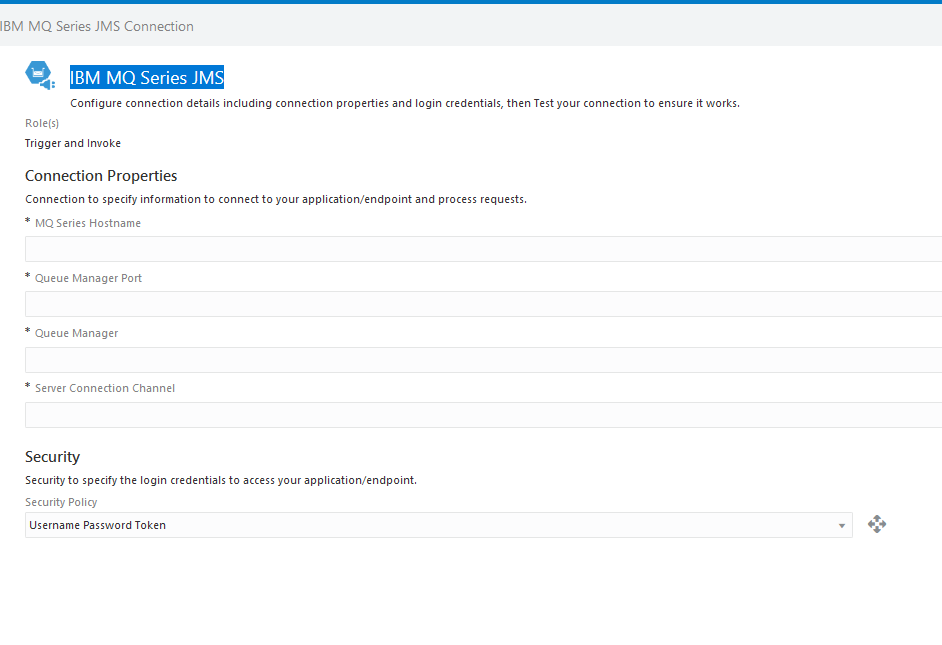 IBM MQ Series JMS Connection
IBM MQ Series JMS
Configure connection details including connection properties and login credentials, then Test your connection to ensure it works.
Role(s)
Trigger and Invoke
Connection Properties
Connection to specify information to connect to your application/endpoint and process requests.
* MQ Series Hostname
* Queue Manager Port
* Queue Manager
* Server Connection Channel
Security
Security to specify the login credentials to access your application/endpoint.
Security Policy
Username Password Token